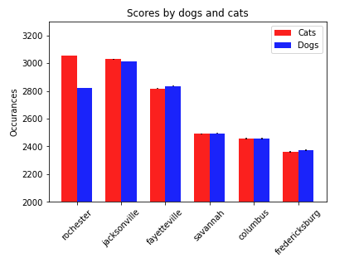 Scores by dogs and cats
Cats
Dogs
Occurances
3200
3000
2800
2600
2400
2200
2000
rochester
jacksonville
fayetteville
savannah
columbus
fredericksburg